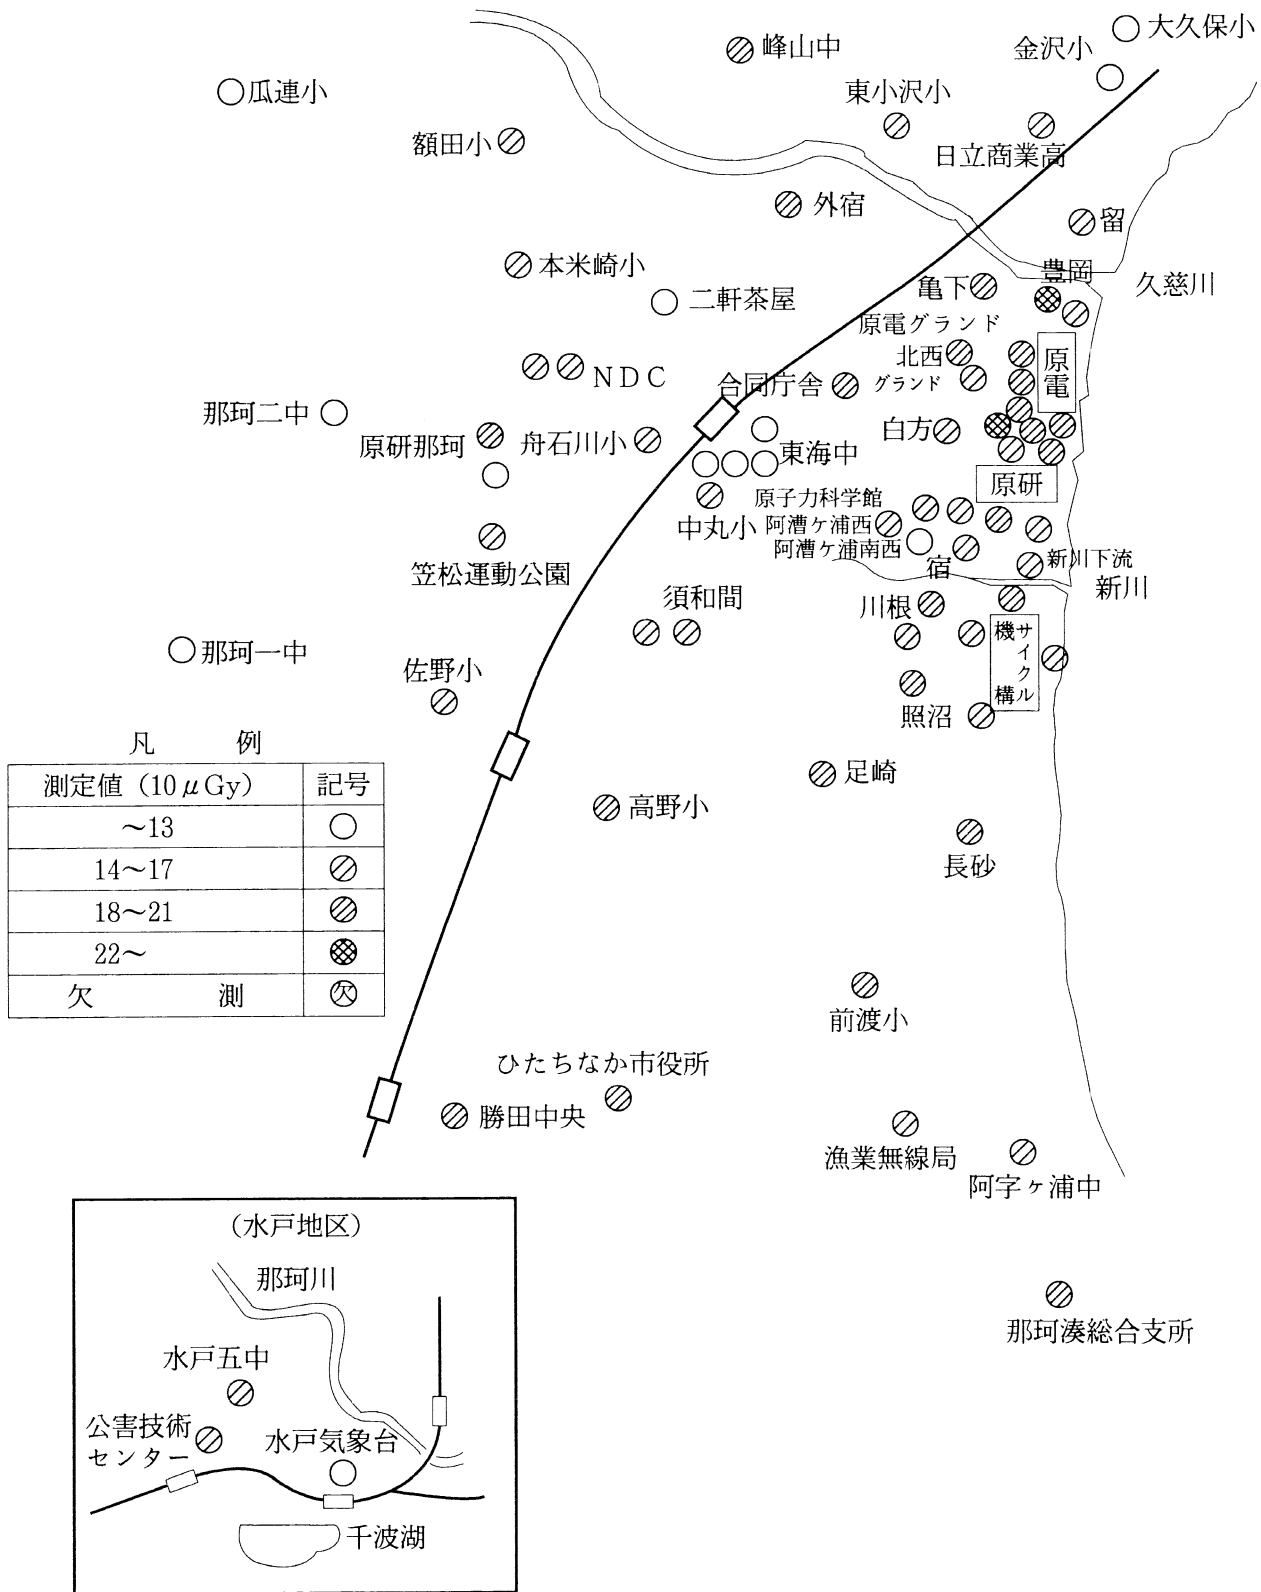 大久保小
金沢小
峰山中
瓜連小
東小沢小
額田小
日立商業高
外宿
留
本米崎小
豊岡
久慈川
亀下
二軒茶屋
原電グランド
北西
原電
NDC
合同庁舎
グランド
那珂二中
原研那珂
舟石川小
白方
東海中
原研
中丸小
原子力科学館
阿漕ケ浦西
阿漕ケ浦南西
宿
新川下流
新川
笠松運動公園
須和間
川根
サイクル
機構
那珂一中
佐野小
照沼
凡 例
測定値(10μGy) 記号
~13
14~17
18~21
22~
欠 測 欠
足崎
高野小
長砂
前渡小
ひたちなか市役所
勝田中央
漁業無線局
阿字ヶ浦中
那珂湊総合支所
(水戸地区)
那珂川
水戸五中
公害技術
センター
水戸気象台
千波湖